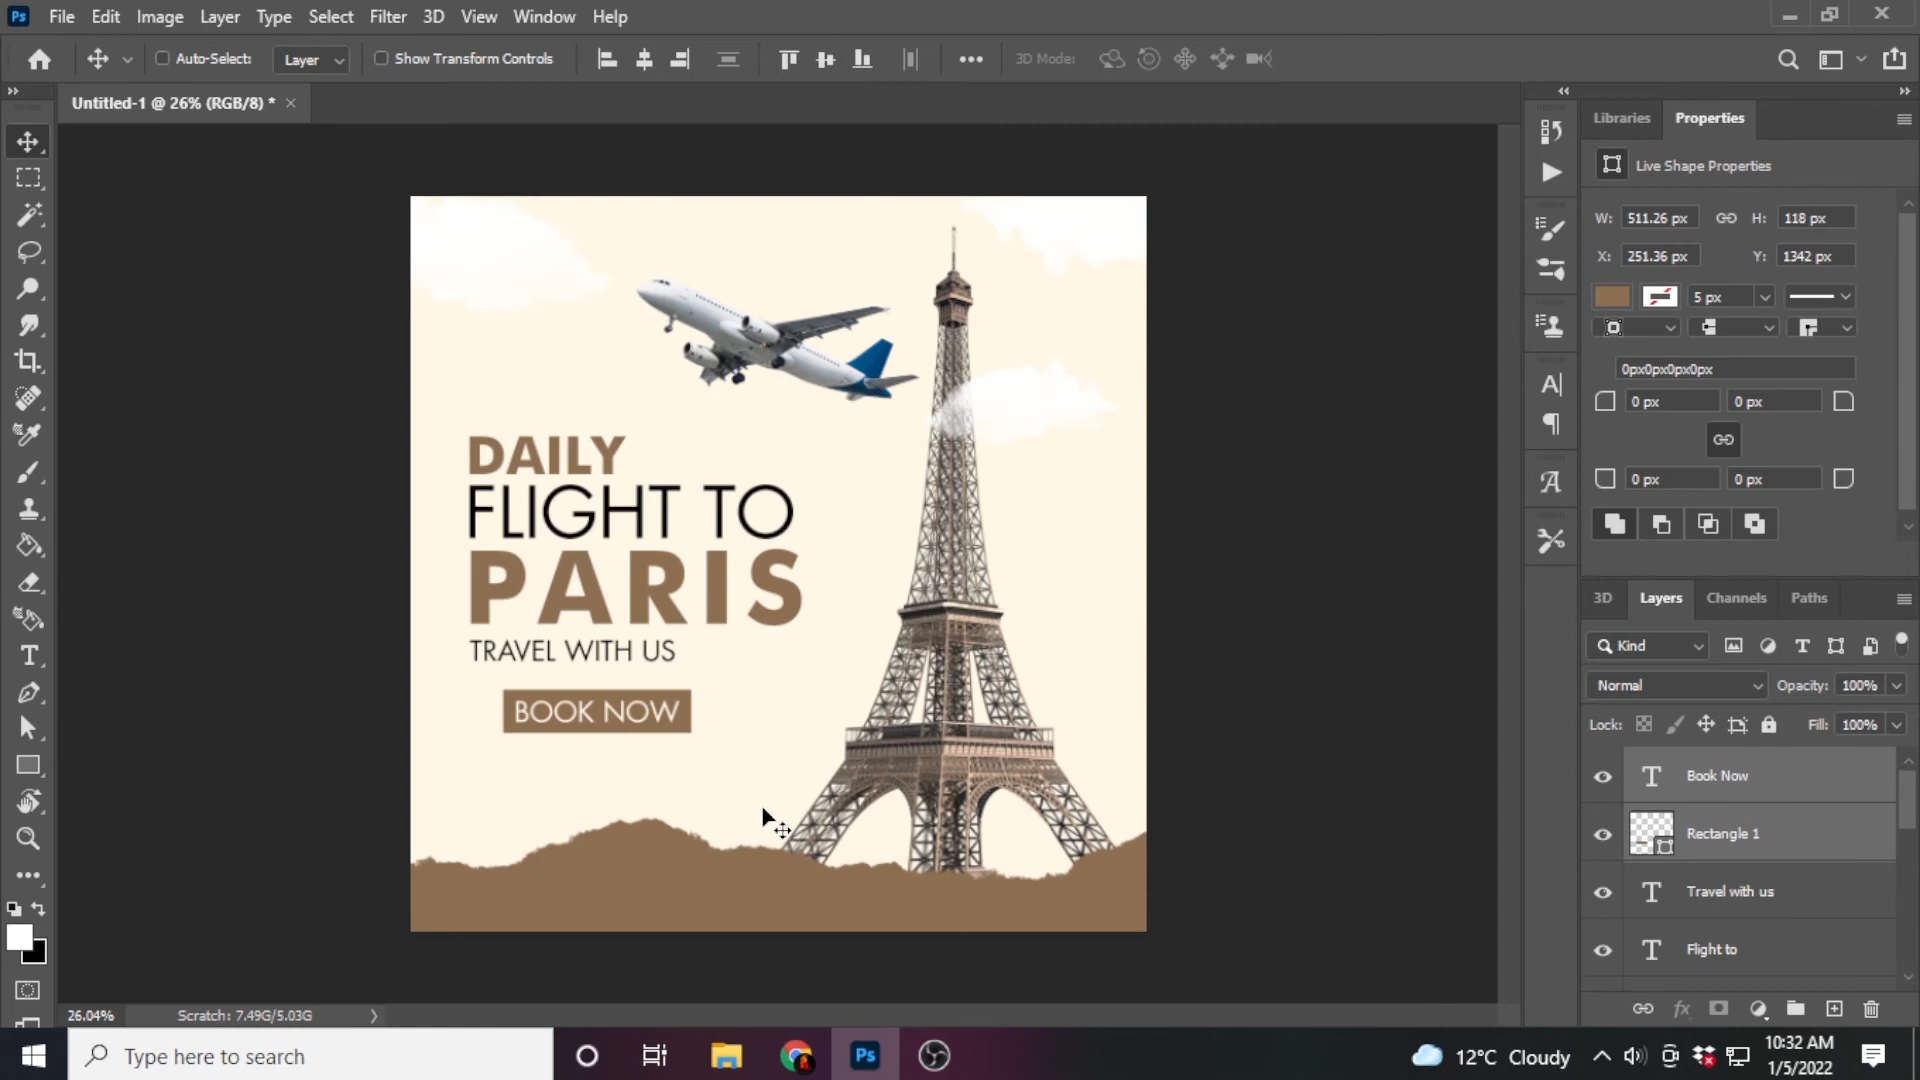 Ps File Edit Image Layer Type Select Filter 3D View Window Help
Auto-Select: Layer Show Transform Controls 3D Mode:
Untitled-1 @ 26% (RGB/8) * ×
Libraries Properties
Live Shape Properties
W: 511.26 px H: 118 px
X: 251.36 px Y: 1342 px
5 px
0px0px0px0px
0 px 0 px
0 px 0 px
DAILY
FLIGHT TO
PARIS
TRAVEL WITH US
BOOK NOW
3D Layers Channels Paths
Kind
Normal Opacity: 100%
Lock: Fill: 100%
Book Now
Rectangle 1
Travel with us
Flight to
26.04% Scratch: 7.49G/5.03G
Type here to search
Ps
12°C Cloudy
10:32 AM
1/5/2022